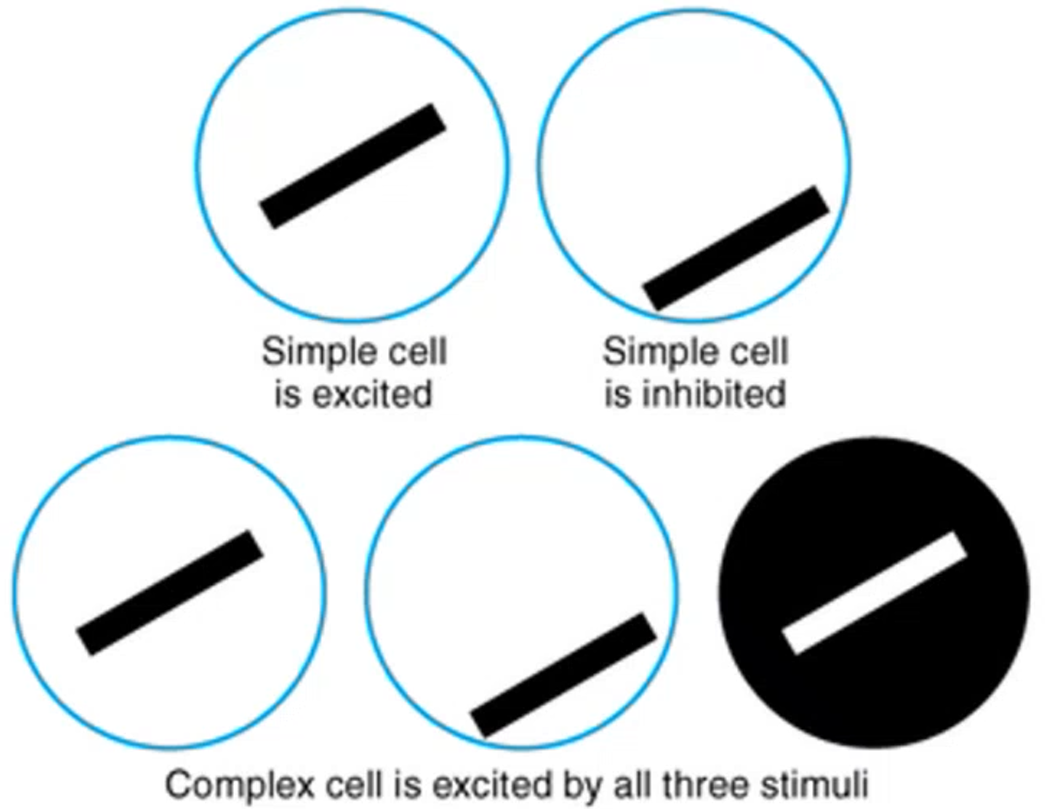 Simple cell
is excited
Simple cell
is inhibited
Complex cell is excited by all three stimuli